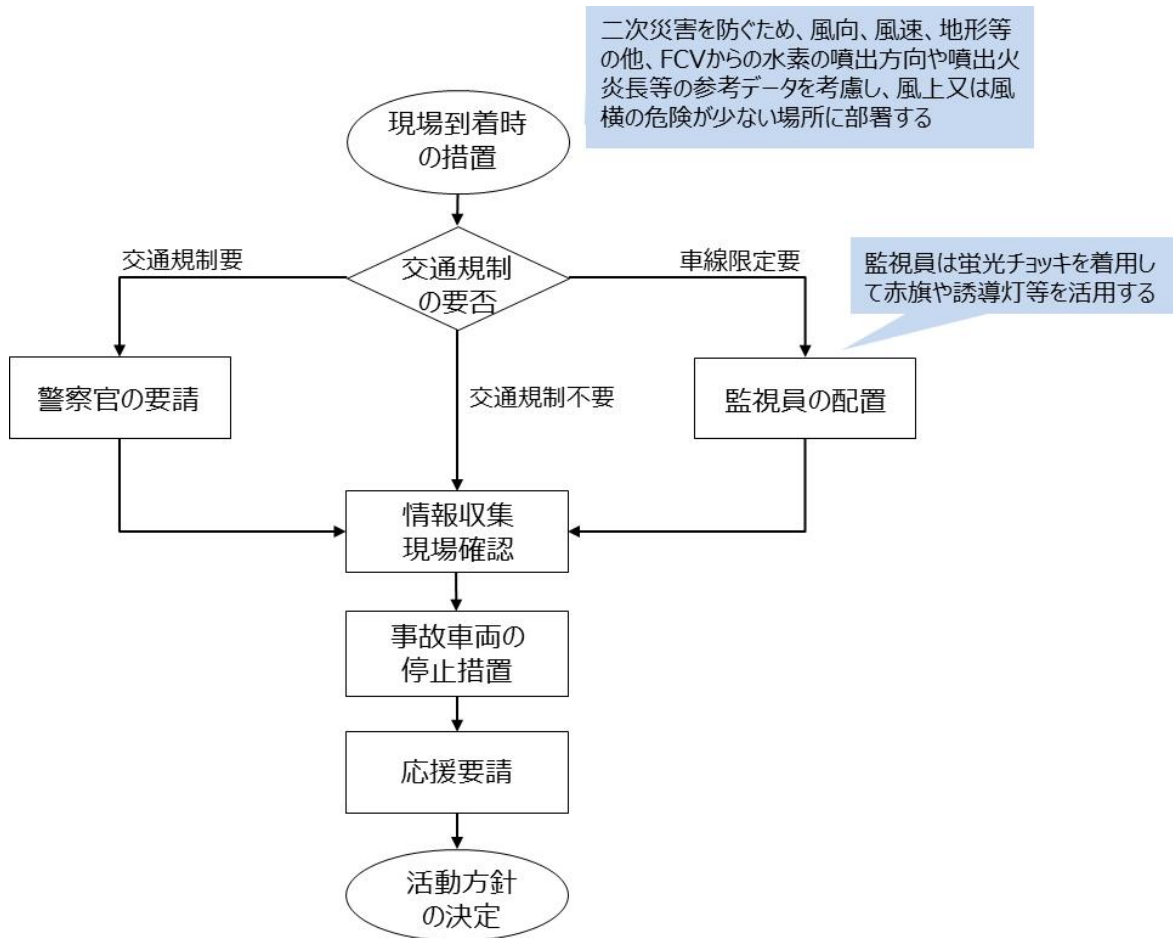 二次災害を防ぐため、風向、風速、地形等
の他、FCVからの水素の噴出方向や噴出火
炎長等の参考データを考慮し、風上又は風
横の危険が少ない場所に部署する
現場到着時
の措置
交通規制要
交通規制
の要否
車線限定要
監視員は蛍光チョッキを着用し
て赤旗や誘導灯等を活用する
警察官の要請
交通規制不要
監視員の配置
情報収集
現場確認
事故車両の
停止措置
応援要請
活動方針
の決定